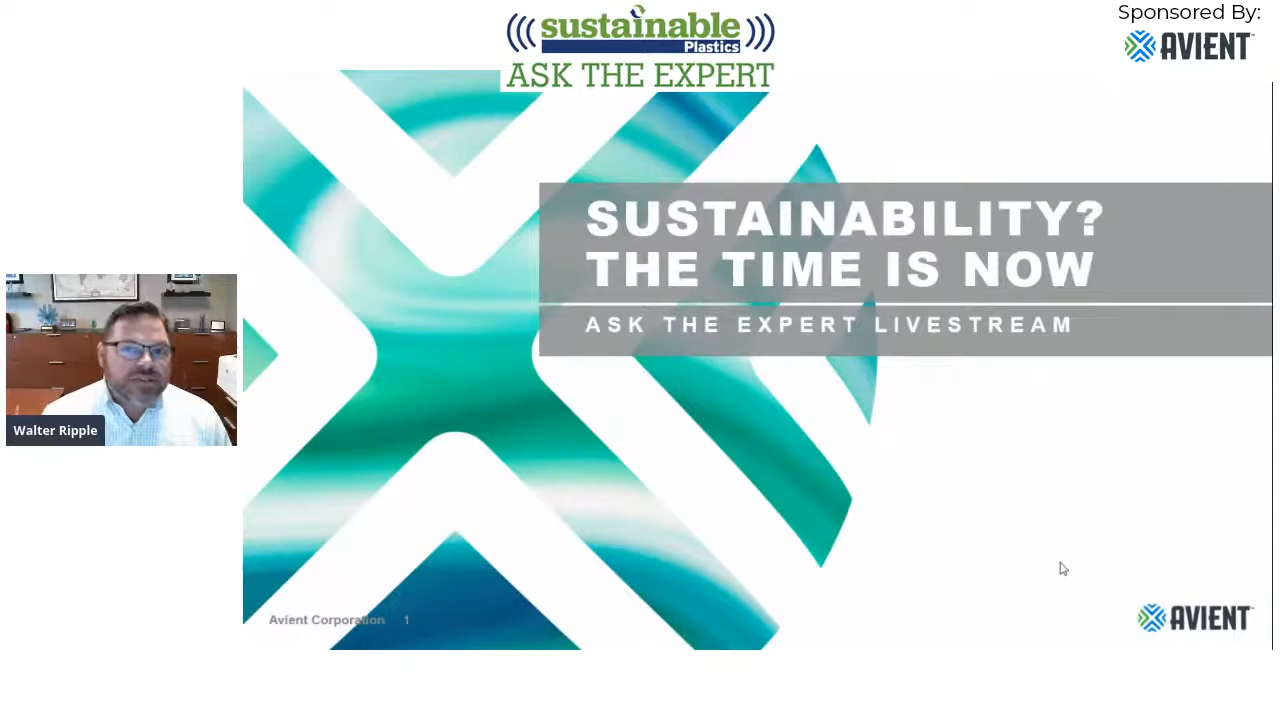 sustainable
Plastics
ASK THE EXPERT
Sponsored By:
AVIENT
SUSTAINABILITY?
THE TIME IS NOW
ASK THE EXPERT LIVESTREAM
Walter Ripple
Avient Corporation 1
AVIENT